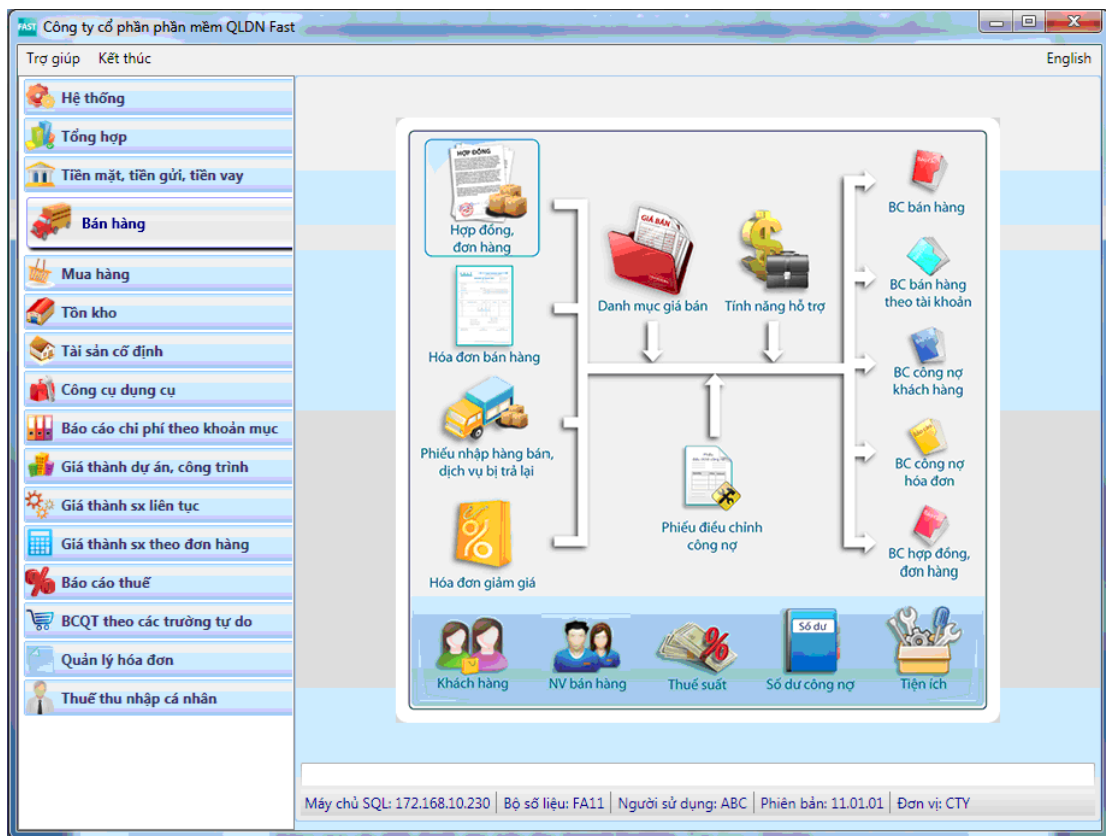 FAST Công ty cổ phần phần mềm QLDN Fast
Trợ giúp Kết thúc English
Hệ thống
Tổng hợp
Tiền mặt, tiền gửi, tiền vay
Bán hàng
Mua hàng
Tồn kho
Tài sản cố định
Công cụ dụng cụ
Báo cáo chi phí theo khoản mục
Giá thành dự án, công trình
Giá thành sx liên tục
Giá thành sx theo đơn hàng
Báo cáo thuế
BCQT theo các trường tự do
Quản lý hóa đơn
Thuế thu nhập cá nhân
HỢP ĐỒNG
Hợp đồng,
đơn hàng
Hóa đơn bán hàng
Phiếu nhập hàng bán,
dịch vụ bị trả lại
Hóa đơn giảm giá
GIÁ BÁN
Danh mục giá bán
Tính năng hỗ trợ
Phiếu điều chỉnh
công nợ
BC bán hàng
BC bán hàng
theo tài khoản
BC công nợ
khách hàng
BC công nợ
hóa đơn
BC hợp đồng,
đơn hàng
Khách hàng
NV bán hàng
Thuế suất
Số dư
Số dư công nợ
Tiện ích
Máy chủ SQL: 172.168.10.230 Bộ số liệu: FA11 Người sử dụng: ABC Phiên bản: 11.01.01 Đơn vị: CTY